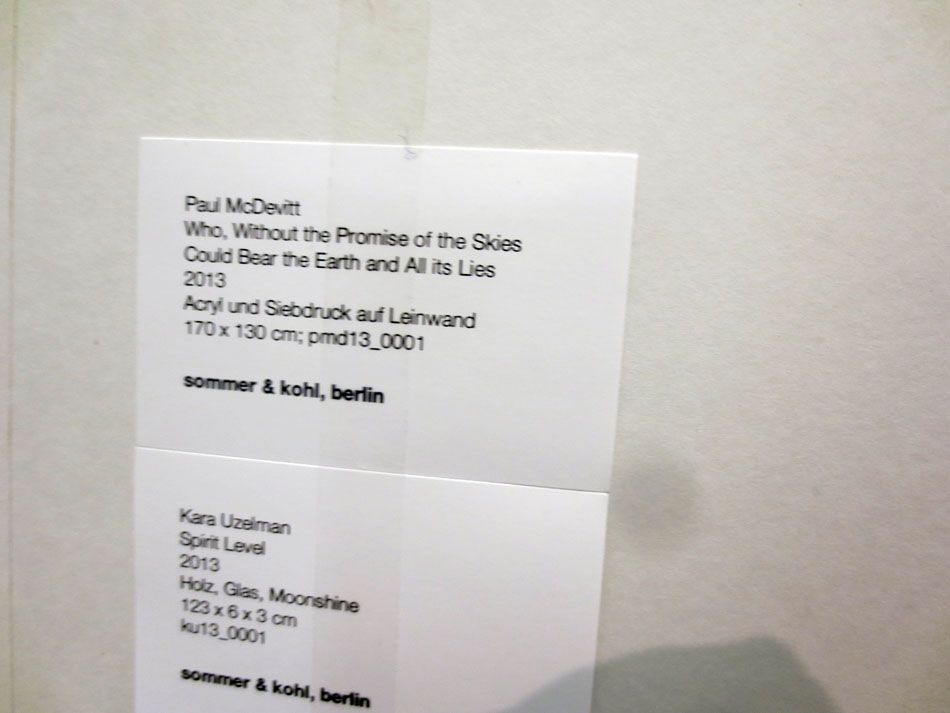 Paul McDevitt
Who, Without the Promise of the Skies
Could Bear the Earth and All its Lies
2013
Acryl und Siebdruck auf Leinwand
170 x 130 cm; pmd13_0001
sommer & kohl, berlin
Kara Uzelman
Spirit Level
2013
Holz, Glas, Moonshine
123 x 6 x 3 cm
ku13_0001
sommer & kohl, berlin